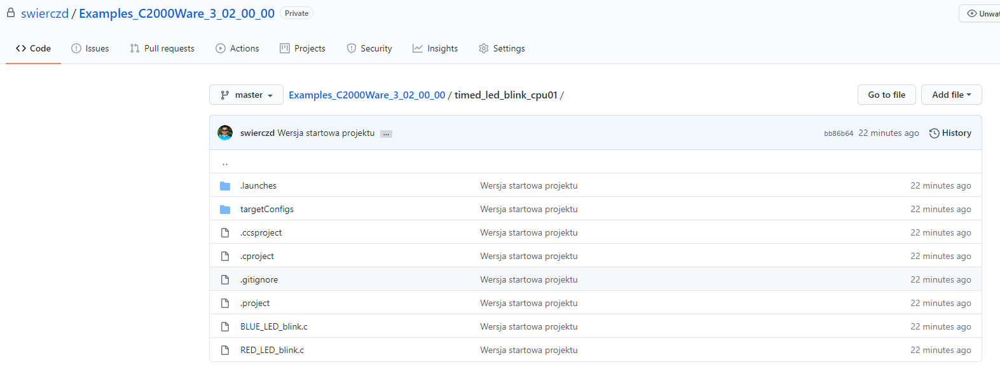 swierczd / Examples_C2000Ware_3_02_00_00 Private Unwat
Code Issues Pull requests Actions Projects Security Insights Settings
master Examples_C2000Ware_3_02_00_00 / timed_led_blink_cpu01 / Go to file Add file
swierczd Wersja startowa projektu ... bb86b64 22 minutes ago History
..
.launches Wersja startowa projektu 22 minutes ago
targetConfigs Wersja startowa projektu 22 minutes ago
.ccsproject Wersja startowa projektu 22 minutes ago
.cproject Wersja startowa projektu 22 minutes ago
.gitignore Wersja startowa projektu 22 minutes ago
.project Wersja startowa projektu 22 minutes ago
BLUE_LED_blink.c Wersja startowa projektu 22 minutes ago
RED_LED_blink.c Wersja startowa projektu 22 minutes ago